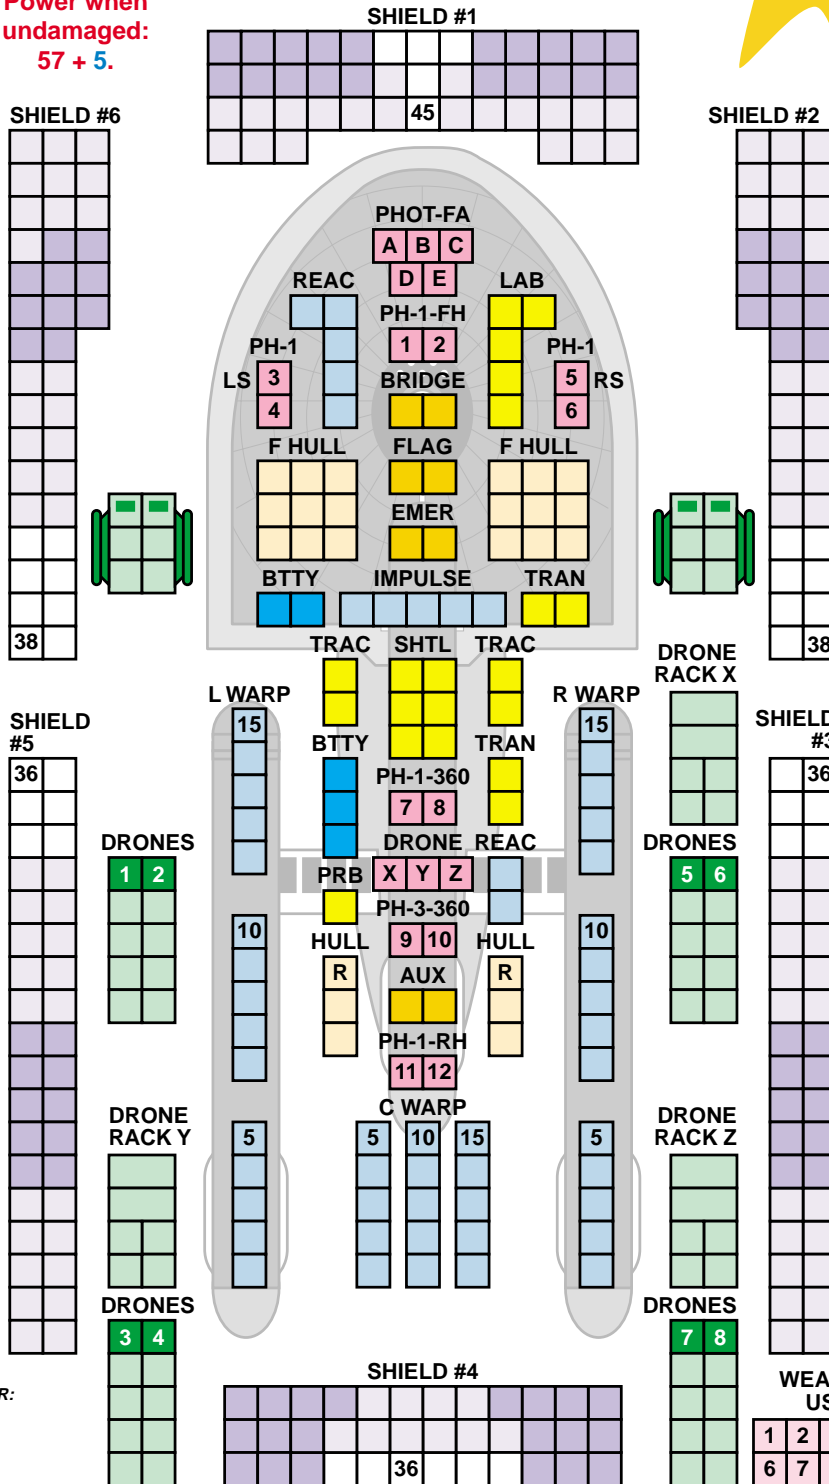 Power when
undamaged:
57 + 5.
SHIELD #1
45
SHIELD #6
38
SHIELD #2
38
PHOT-FA
A B C
D E
REAC
LAB
PH-1-FH
1 2
PH-1
LS 3
4
PH-1
5 RS
6
BRIDGE
F HULL
FLAG
F HULL
EMER
BTTY
IMPULSE
TRAN
TRAC
SHTL
TRAC
DRONE
RACK X
L WARP
15
10
5
R WARP
15
10
5
SHIELD
#5
36
SHIELD
#3
36
BTTY
TRAN
PH-1-360
7 8
DRONES
1 2
DRONE
X Y Z
REAC
DRONES
5 6
PRB
PH-3-360
9 10
HULL
R
HULL
R
AUX
PH-1-RH
11 12
C WARP
5 10 15
DRONE
RACK Y
DRONE
RACK Z
DRONES
3 4
DRONES
7 8
SHIELD #4
36
R:
1 2
6 7